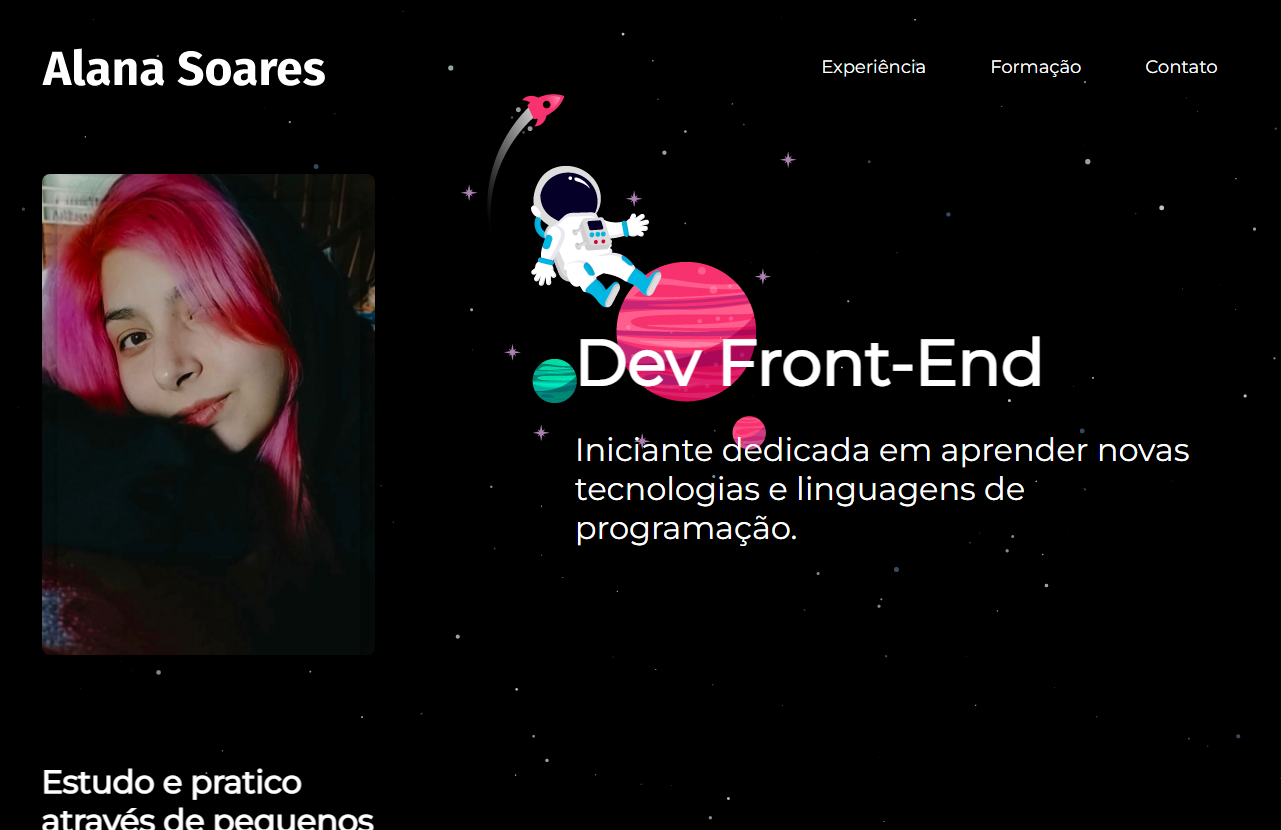 Alana Soares
Experiência
Formação
Contato
Dev Front-End
Iniciante dedicada em aprender novas
tecnologias e linguagens de
programação.
Estudo e pratico
através de pequenos